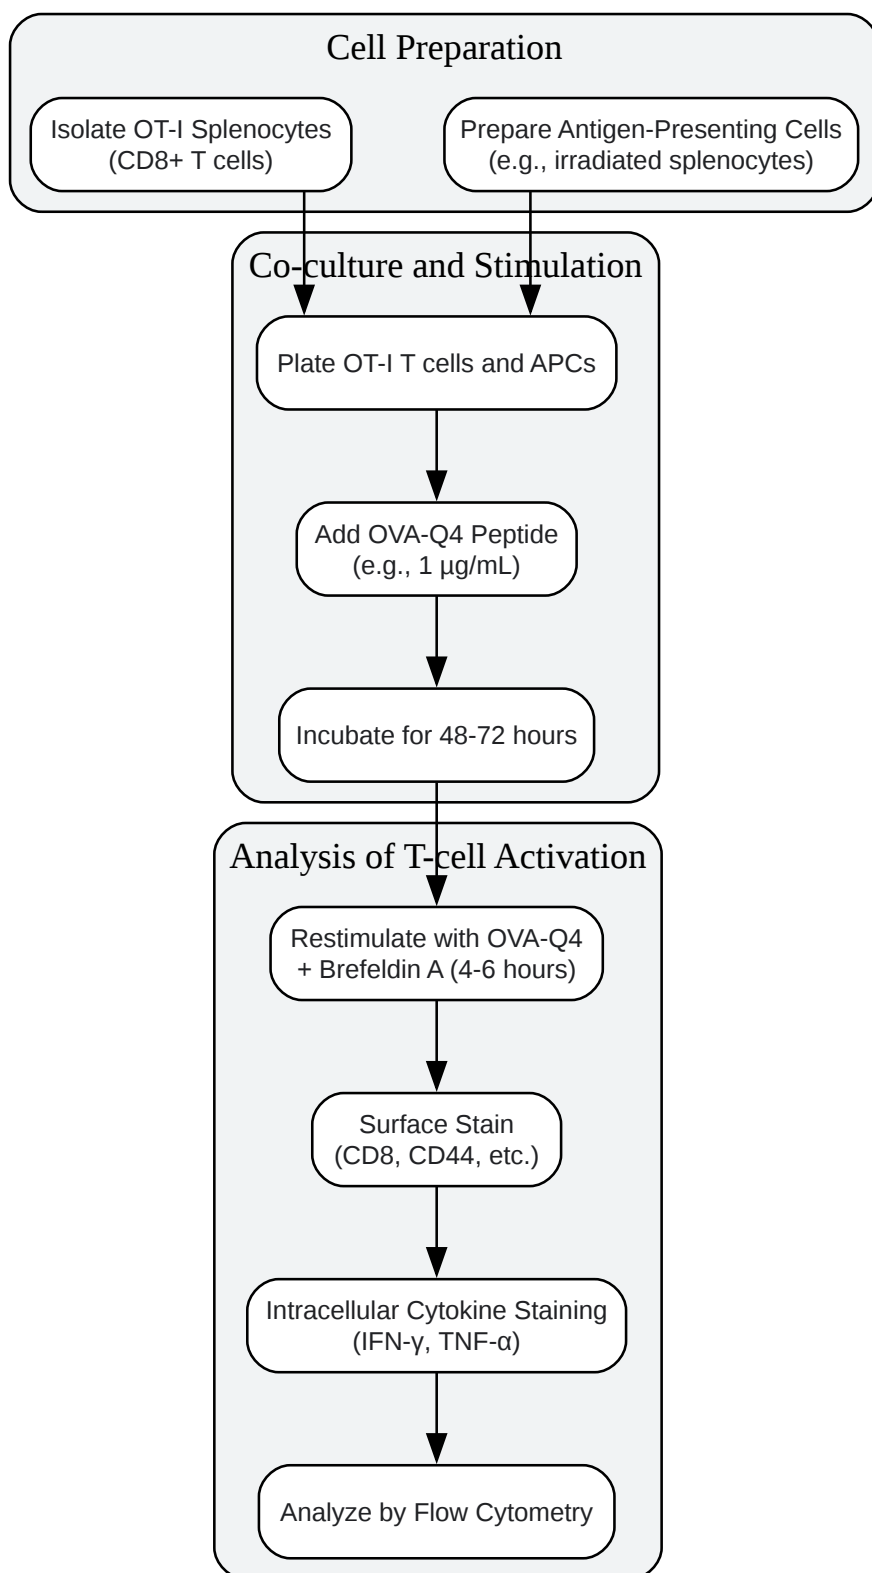 Cell Preparation
Isolate OT-I Splenocytes
(CD8+ T cells)
Prepare Antigen-Presenting Cells
(e.g., irradiated splenocytes)
Co-culture and Stimulation
Plate OT-I T cells and APCs
Add OVA-Q4 Peptide
(e.g., 1 µg/mL)
Incubate for 48-72 hours
Analysis of T-cell Activation
Restimulate with OVA-Q4
+ Brefeldin A (4-6 hours)
Surface Stain
(CD8, CD44, etc.)
Intracellular Cytokine Staining
(IFN-γ, TNF-α)
Analyze by Flow Cytometry